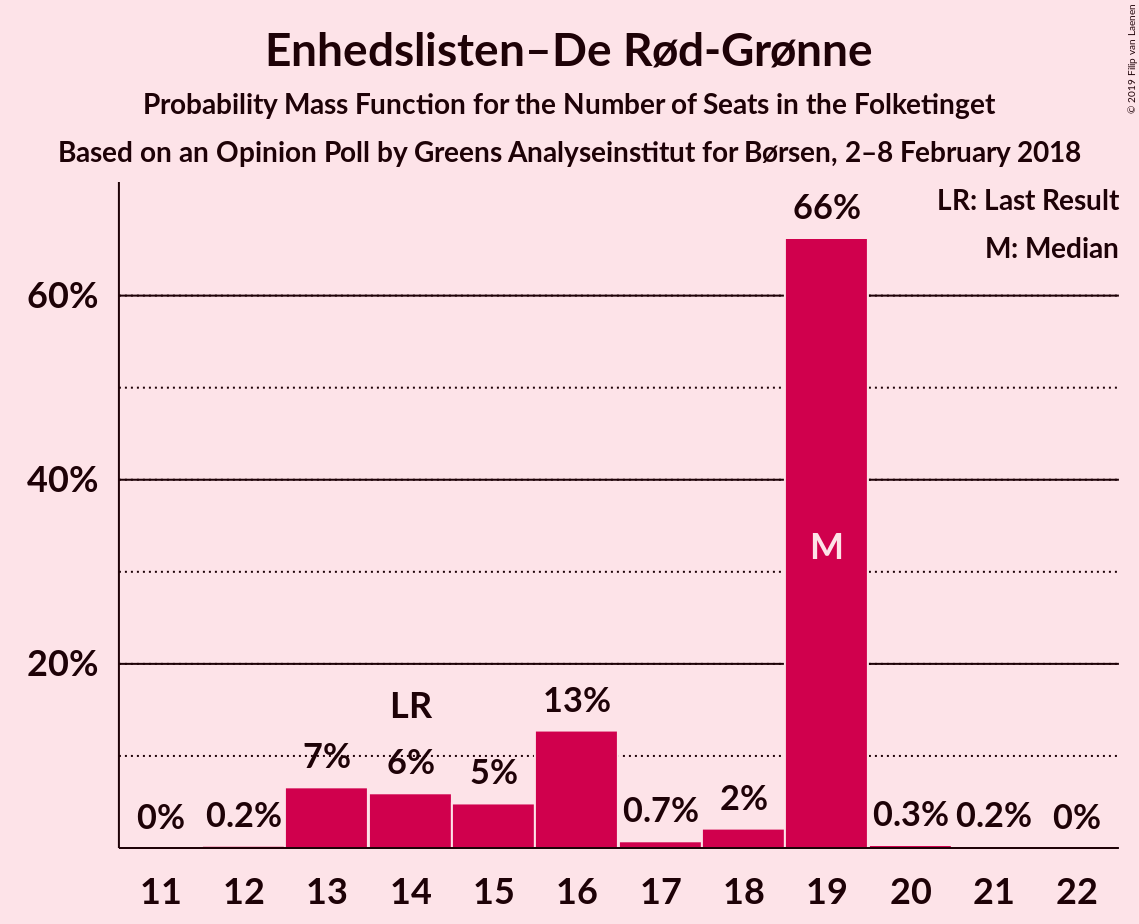 Enhedslisten–De Rød-Grønne
Probability Mass Function for the Number of Seats in the Folketinget
Based on an Opinion Poll by Greens Analyseinstitut for Børsen, 2–8 February 2018
© 2019 Filip van Laenen
LR: Last Result
M: Median
60%
40%
20%
0%
0.2%
7%
LR
6%
5%
13%
0.7%
2%
66%
M
0.3%
0.2%
0%
11 12 13 14 15 16 17 18 19 20 21 22